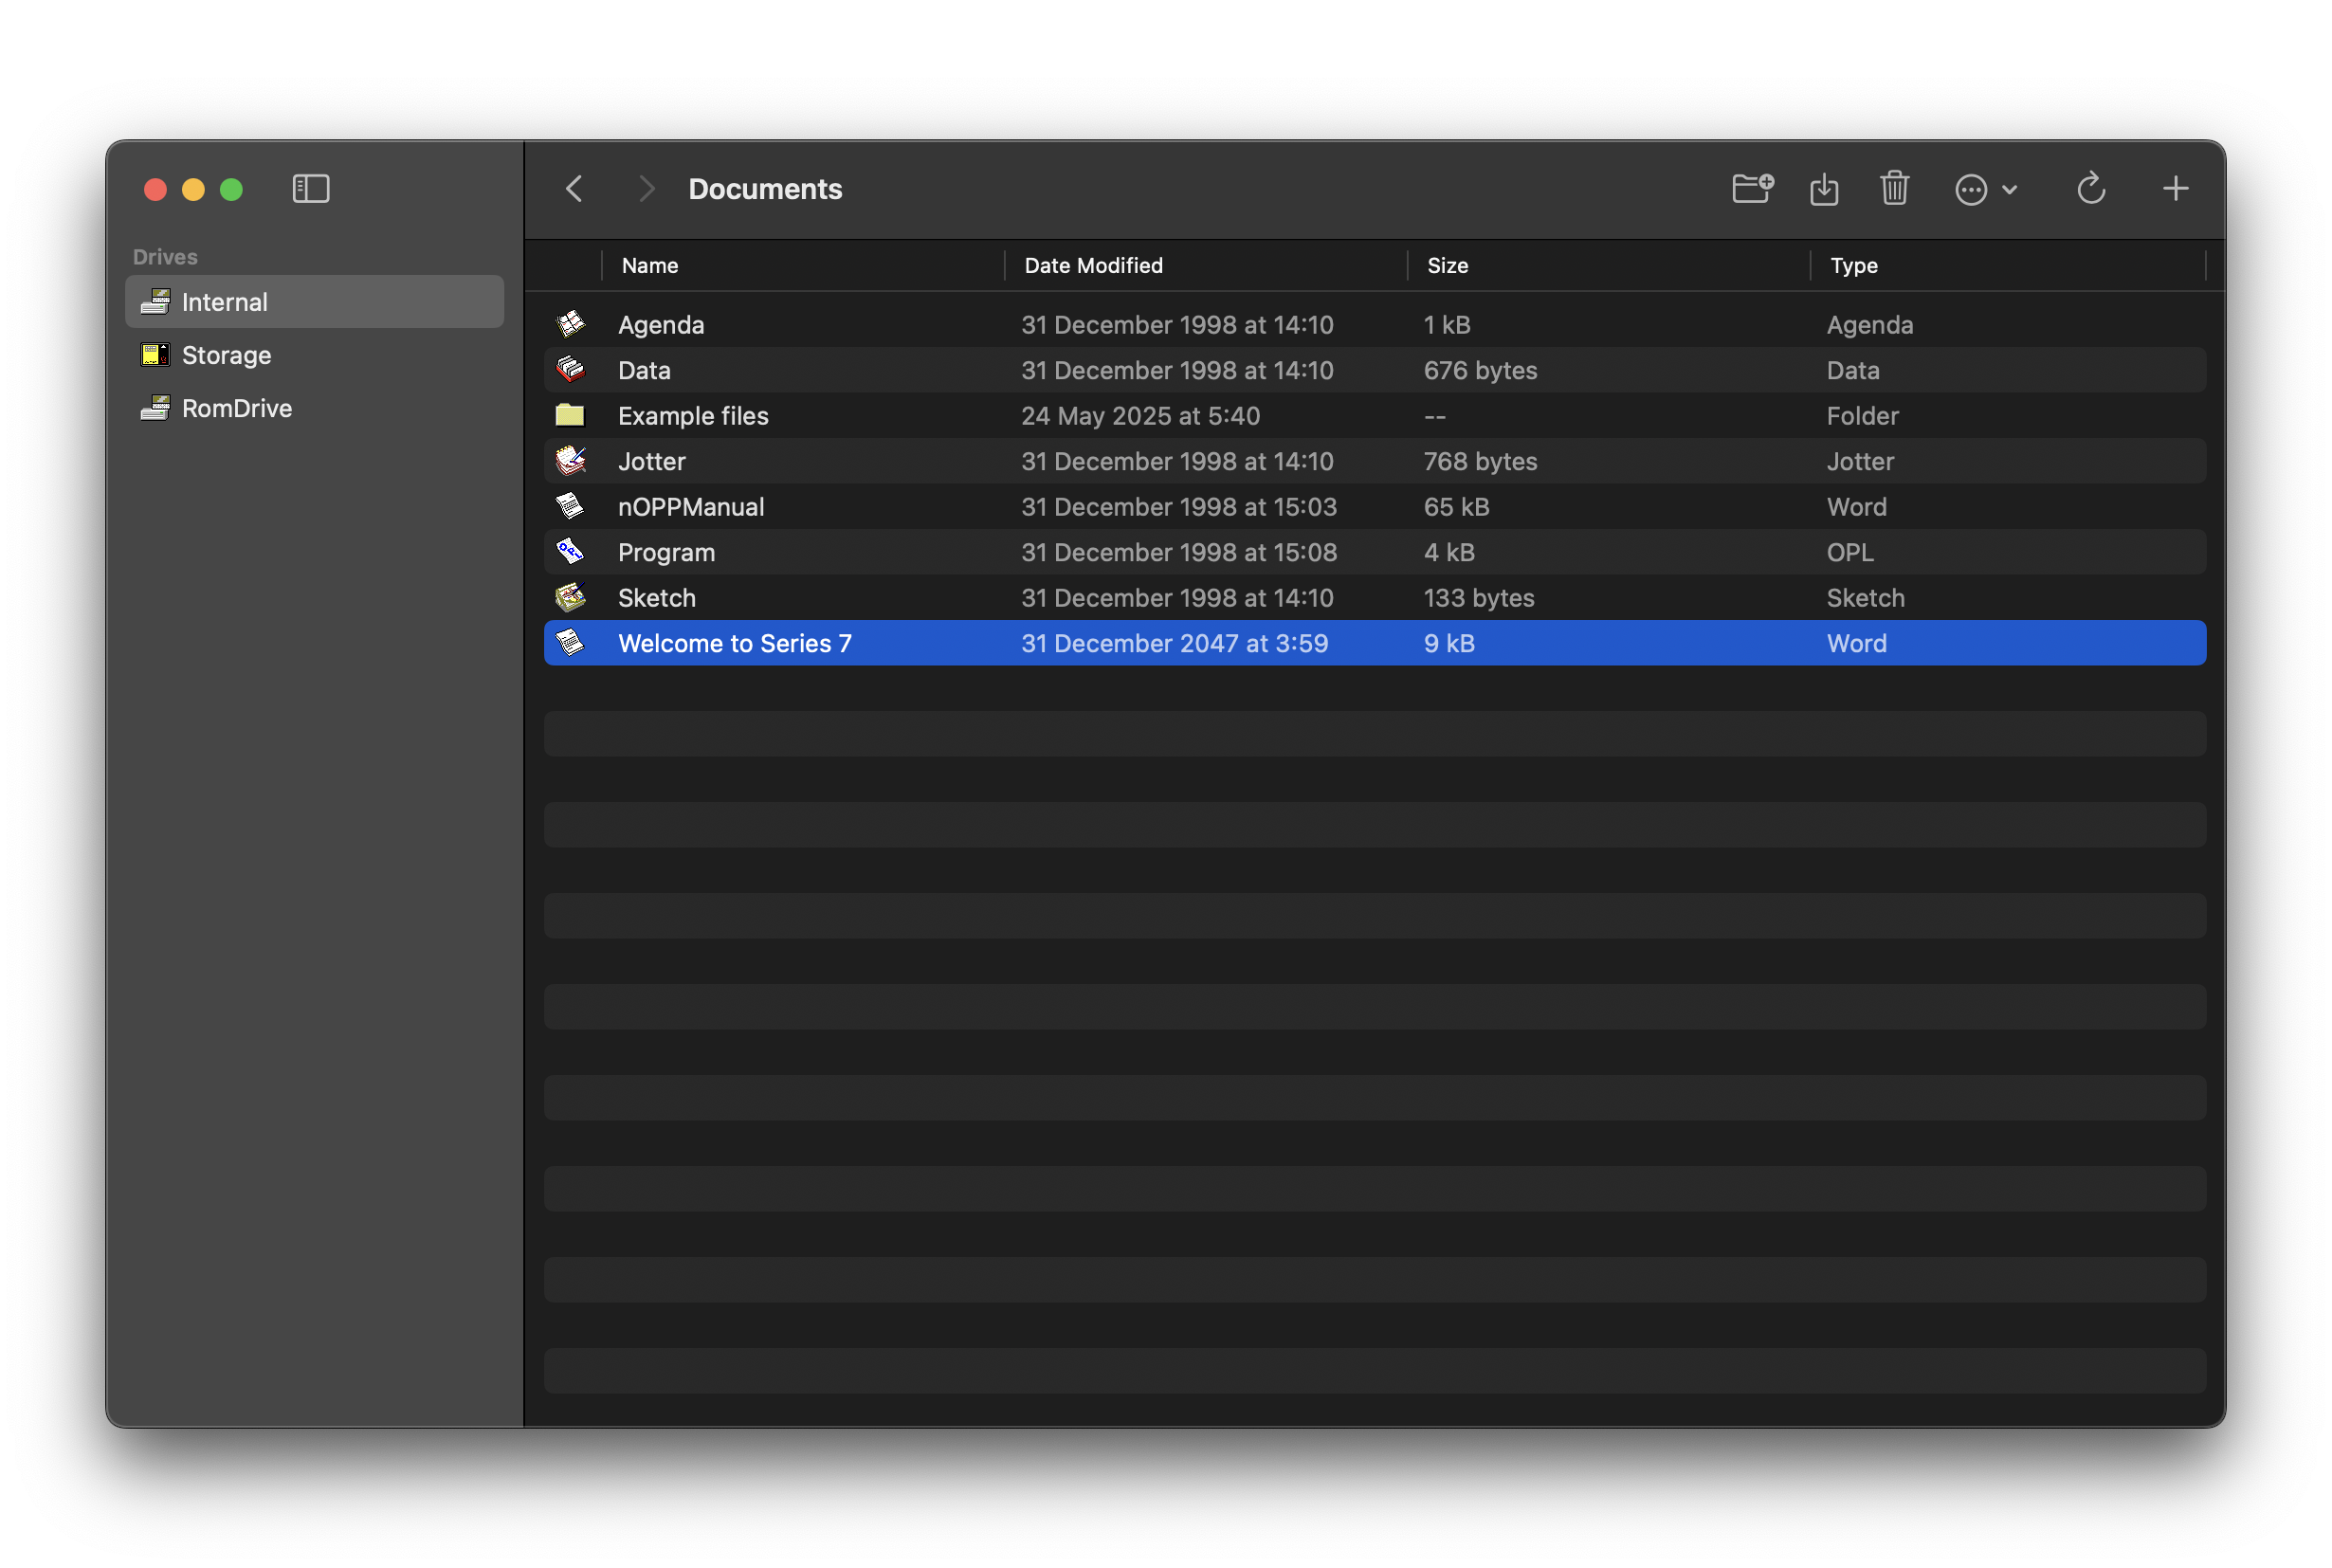 Documents
Drives
Internal
Storage
RomDrive
Name Date Modified Size Type
Agenda 31 December 1998 at 14:10 1 kB Agenda
Data 31 December 1998 at 14:10 676 bytes Data
Example files 24 May 2025 at 5:40 -- Folder
Jotter 31 December 1998 at 14:10 768 bytes Jotter
nOPPManual 31 December 1998 at 15:03 65 kB Word
Program 31 December 1998 at 15:08 4 kB OPL
Sketch 31 December 1998 at 14:10 133 bytes Sketch
Welcome to Series 7 31 December 2047 at 3:59 9 kB Word